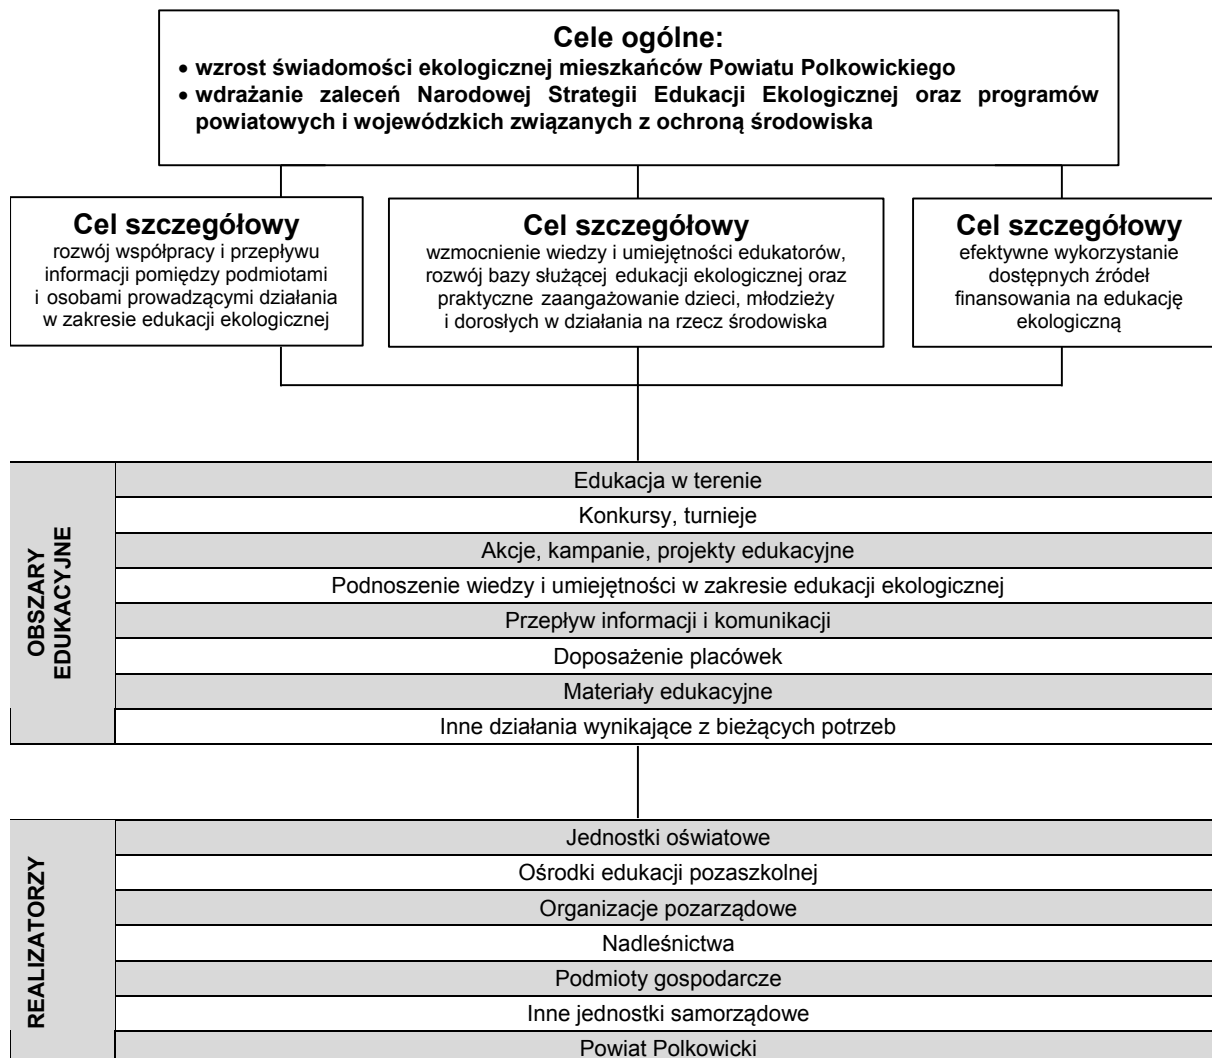 Cele ogólne:
• wzrost świadomości ekologicznej mieszkańców Powiatu Polkowickiego
• wdrażanie zaleceń Narodowej Strategii Edukacji Ekologicznej oraz programów
powiatowych i wojewódzkich związanych z ochroną środowiska
Cel szczegółowy
rozwój współpracy i przepływu
informacji pomiędzy podmiotami
i osobami prowadzącymi działania
w zakresie edukacji ekologicznej
Cel szczegółowy
wzmocnienie wiedzy i umiejętności edukatorów,
rozwój bazy służącej edukacji ekologicznej oraz
praktyczne zaangażowanie dzieci, młodzieży
i dorosłych w działania na rzecz środowiska
Cel szczegółowy
efektywne wykorzystanie
dostępnych źródeł
finansowania na edukację
ekologiczną
OBSZARY
EDUKACYJNE
Edukacja w terenie
Konkursy, turnieje
Akcje, kampanie, projekty edukacyjne
Podnoszenie wiedzy i umiejętności w zakresie edukacji ekologicznej
Przepływ informacji i komunikacji
Doposażenie placówek
Materiały edukacyjne
Inne działania wynikające z bieżących potrzeb
REALIZATORZY
Jednostki oświatowe
Ośrodki edukacji pozaszkolnej
Organizacje pozarządowe
Nadleśnictwa
Podmioty gospodarcze
Inne jednostki samorządowe
Powiat Polkowicki